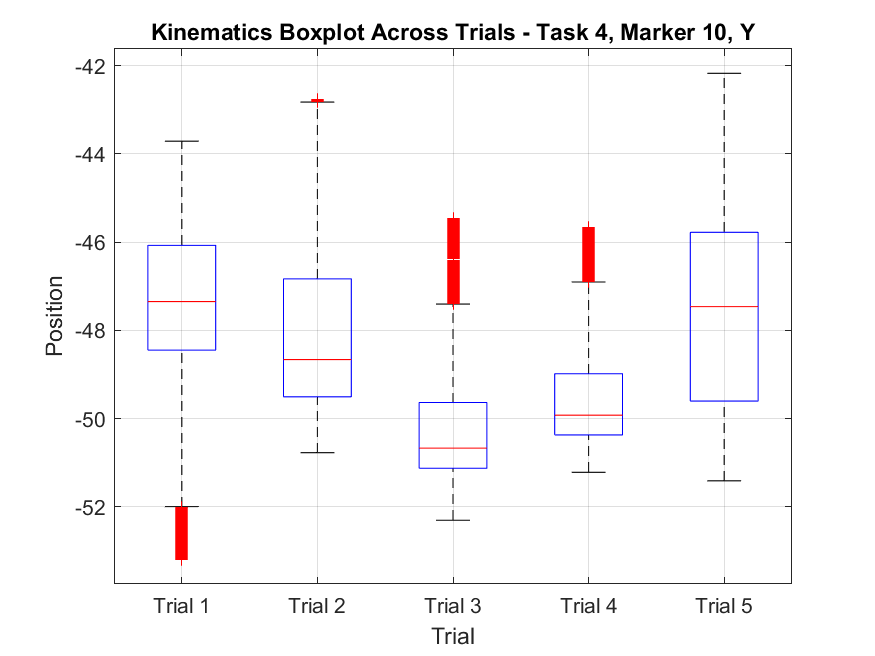 Kinematics Boxplot Across Trials - Task 4, Marker 10, Y
-42
-44
-46
-48
-50
-52
Position
Trial 1
Trial 2
Trial 3
Trial 4
Trial 5
Trial